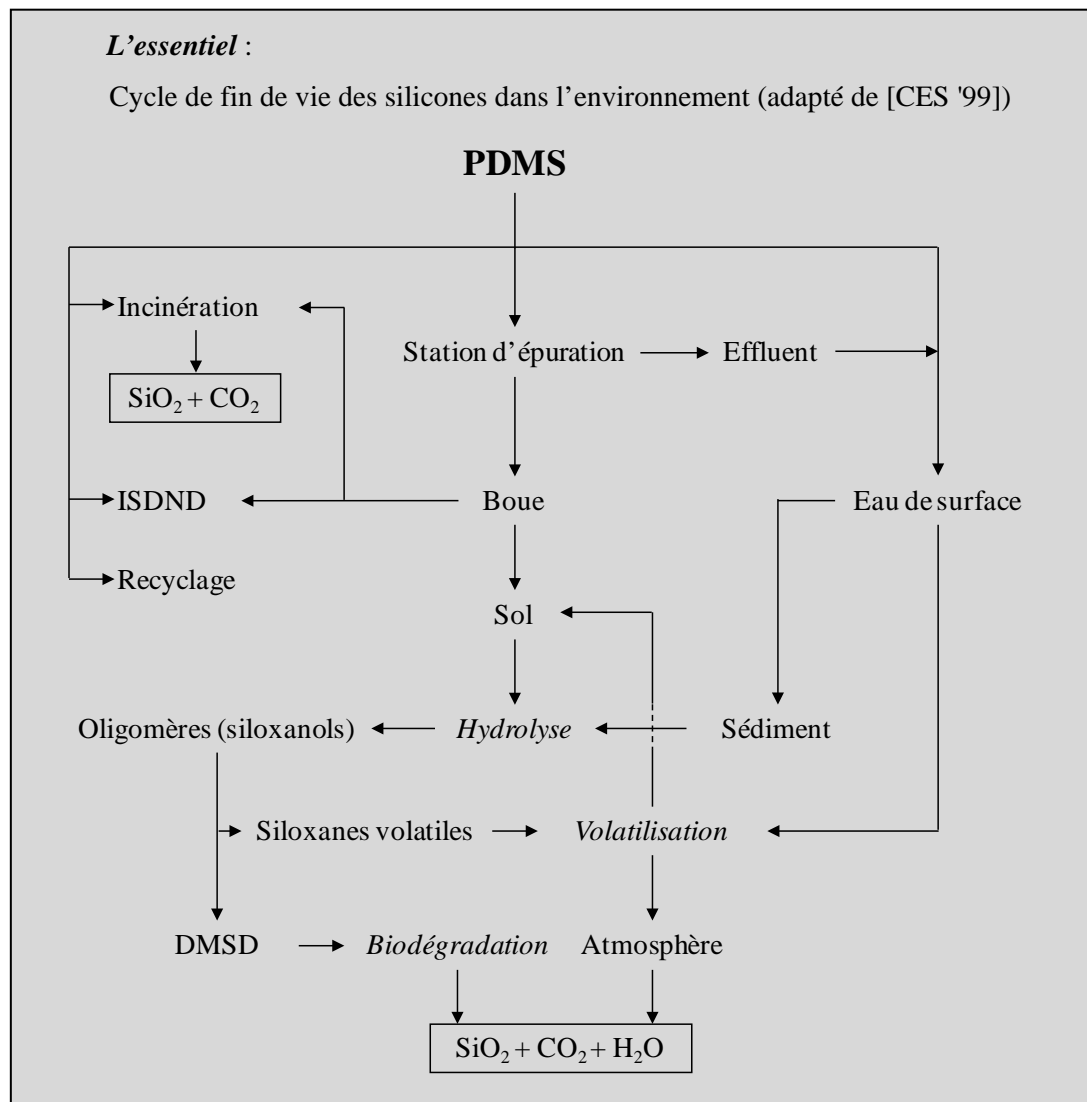 L'essentiel :
Cycle de fin de vie des silicones dans l'environnement (adapté de [CES '99])
PDMS
Incinération
Station d'épuration
Effluent
SiO₂ + CO₂
ISDND
Boue
Eau de surface
Recyclage
Sol
Oligomères (siloxanols)
Hydrolyse
Sédiment
Siloxanes volatiles
Volatilisation
DMSD
Biodégradation
Atmosphère
SiO₂ + CO₂ + H₂O